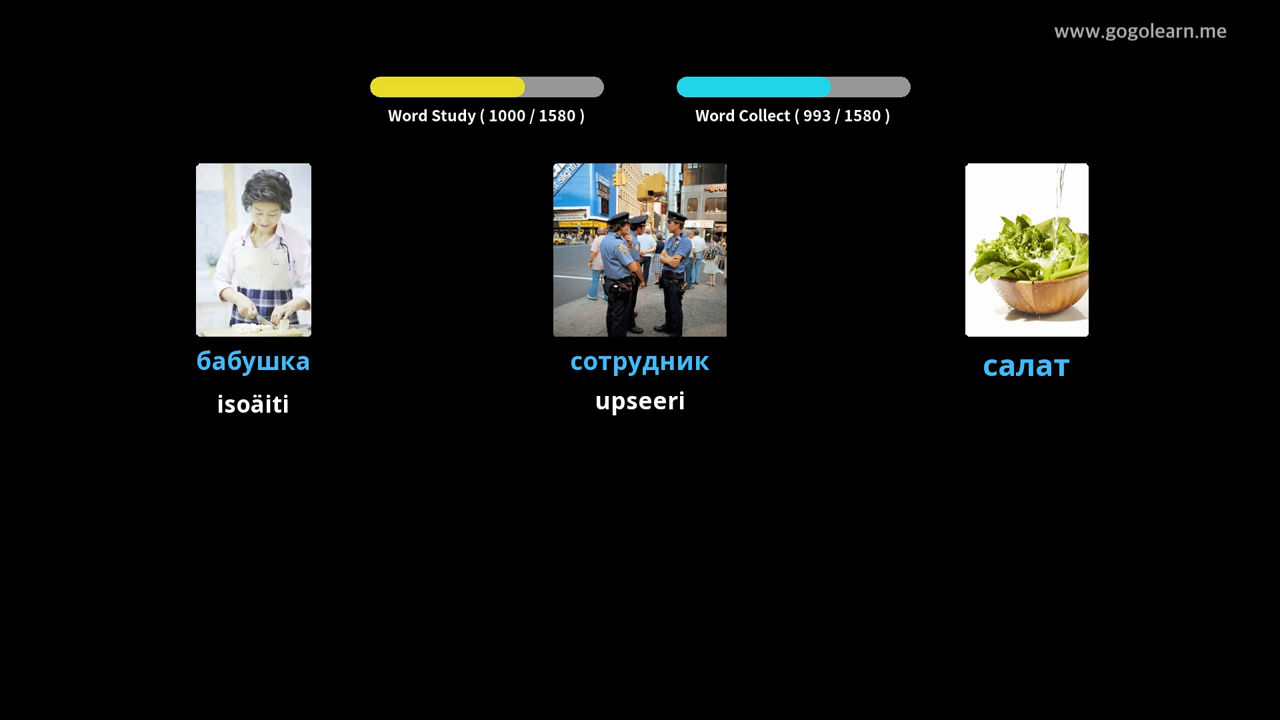 www.gogolearn.me
Word Study ( 1000 / 1580 )
Word Collect ( 993 / 1580 )
бабушка
сотрудник
салат
isoäiti
upseeri